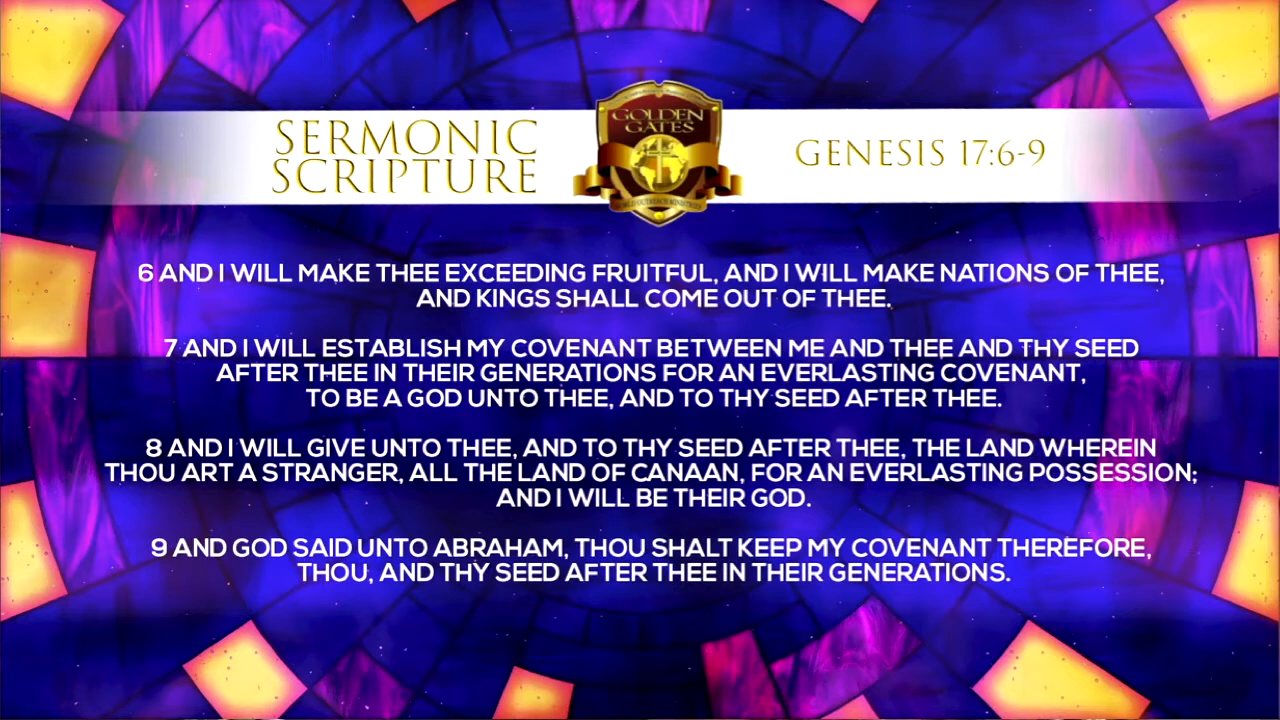 SERMONIC
SCRIPTURE
GOLDEN
GATES
WORLD OUTREACH MINISTRIES
GENESIS 17:6-9
6 AND I WILL MAKE THEE EXCEEDING FRUITFUL, AND I WILL MAKE NATIONS OF THEE,
AND KINGS SHALL COME OUT OF THEE.
7 AND I WILL ESTABLISH MY COVENANT BETWEEN ME AND THEE AND THY SEED
AFTER THEE IN THEIR GENERATIONS FOR AN EVERLASTING COVENANT,
TO BE A GOD UNTO THEE, AND TO THY SEED AFTER THEE.
8 AND I WILL GIVE UNTO THEE, AND TO THY SEED AFTER THEE, THE LAND WHEREIN
THOU ART A STRANGER, ALL THE LAND OF CANAAN, FOR AN EVERLASTING POSSESSION;
AND I WILL BE THEIR GOD.
9 AND GOD SAID UNTO ABRAHAM, THOU SHALT KEEP MY COVENANT THEREFORE,
THOU, AND THY SEED AFTER THEE IN THEIR GENERATIONS.